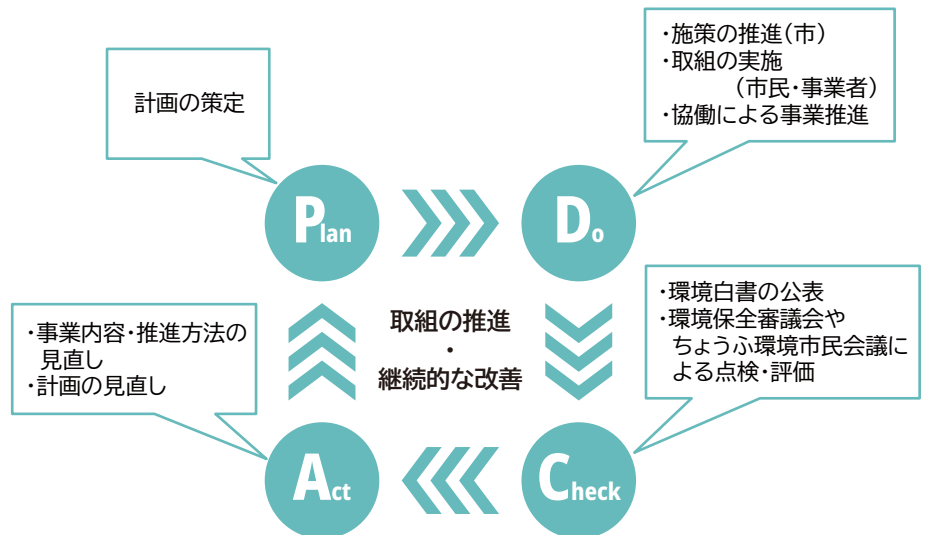 計画の策定
・施策の推進(市)
・取組の実施
(市民・事業者)
・協働による事業推進
Plan
Do
・事業内容・推進方法の
見直し
・計画の見直し
取組の推進
・
継続的な改善
・環境白書の公表
・環境保全審議会や
ちょうふ環境市民会議に
よる点検・評価
Act
Check